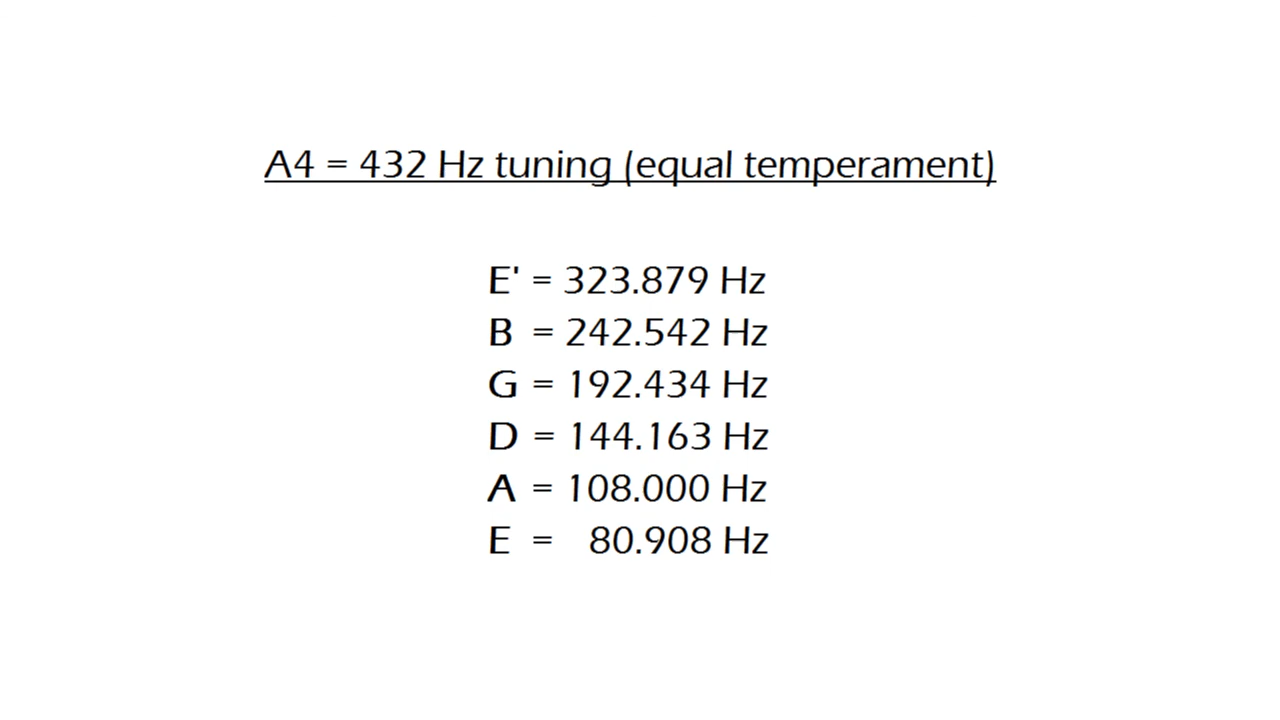 A4 = 432 Hz tuning (equal temperament)
E' = 323.879 Hz
B = 242.542 Hz
G = 192.434 Hz
D = 144.163 Hz
A = 108.000 Hz
E = 80.908 Hz